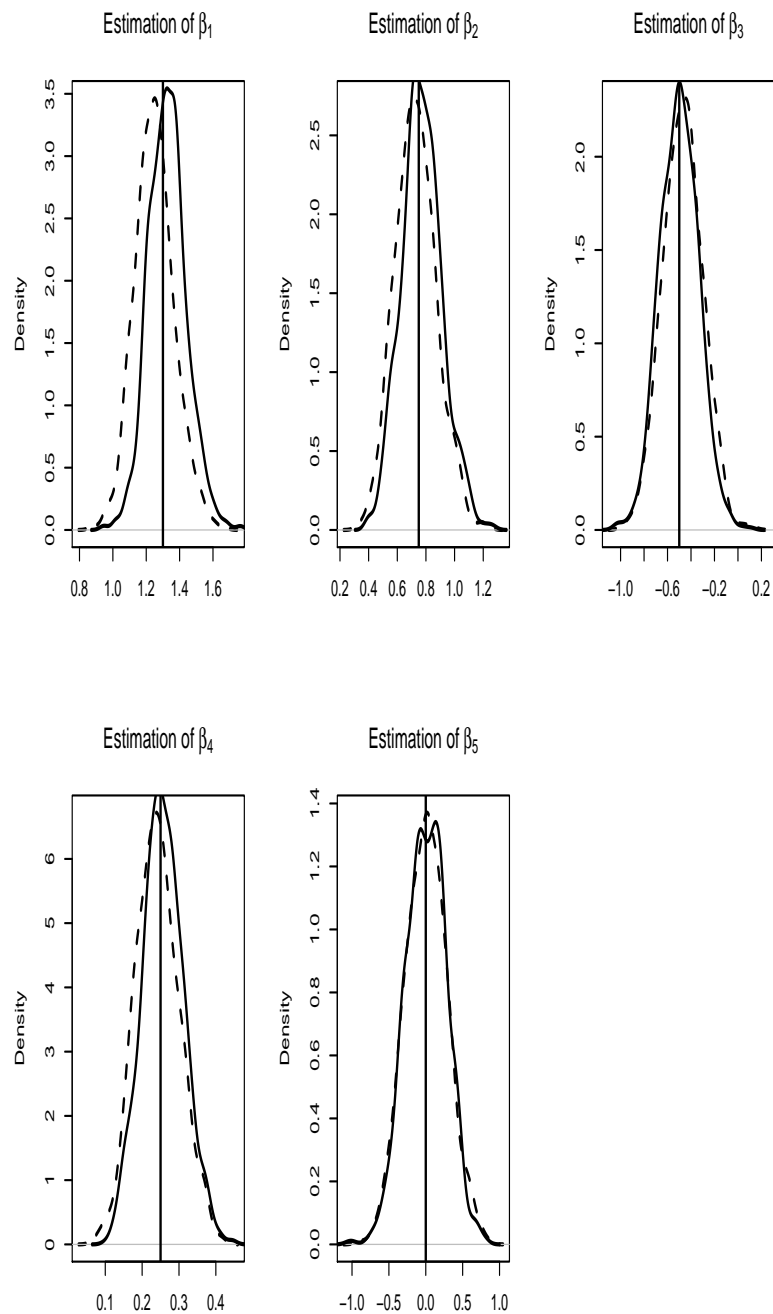 Estimation of β1
Estimation of β2
Estimation of β3
Density
0.0 0.5 1.0 1.5 2.0 2.5 3.0 3.5
0.8 1.0 1.2 1.4 1.6
Density
0.0 0.5 1.0 1.5 2.0 2.5
0.2 0.4 0.6 0.8 1.0 1.2
Density
0.0 0.5 1.0 1.5 2.0
−1.0 −0.6 −0.2 0.2
Estimation of β4
Estimation of β5
Density
0 1 2 3 4 5 6
0.1 0.2 0.3 0.4
Density
0.0 0.2 0.4 0.6 0.8 1.0 1.2 1.4
−1.0 −0.5 0.0 0.5 1.0